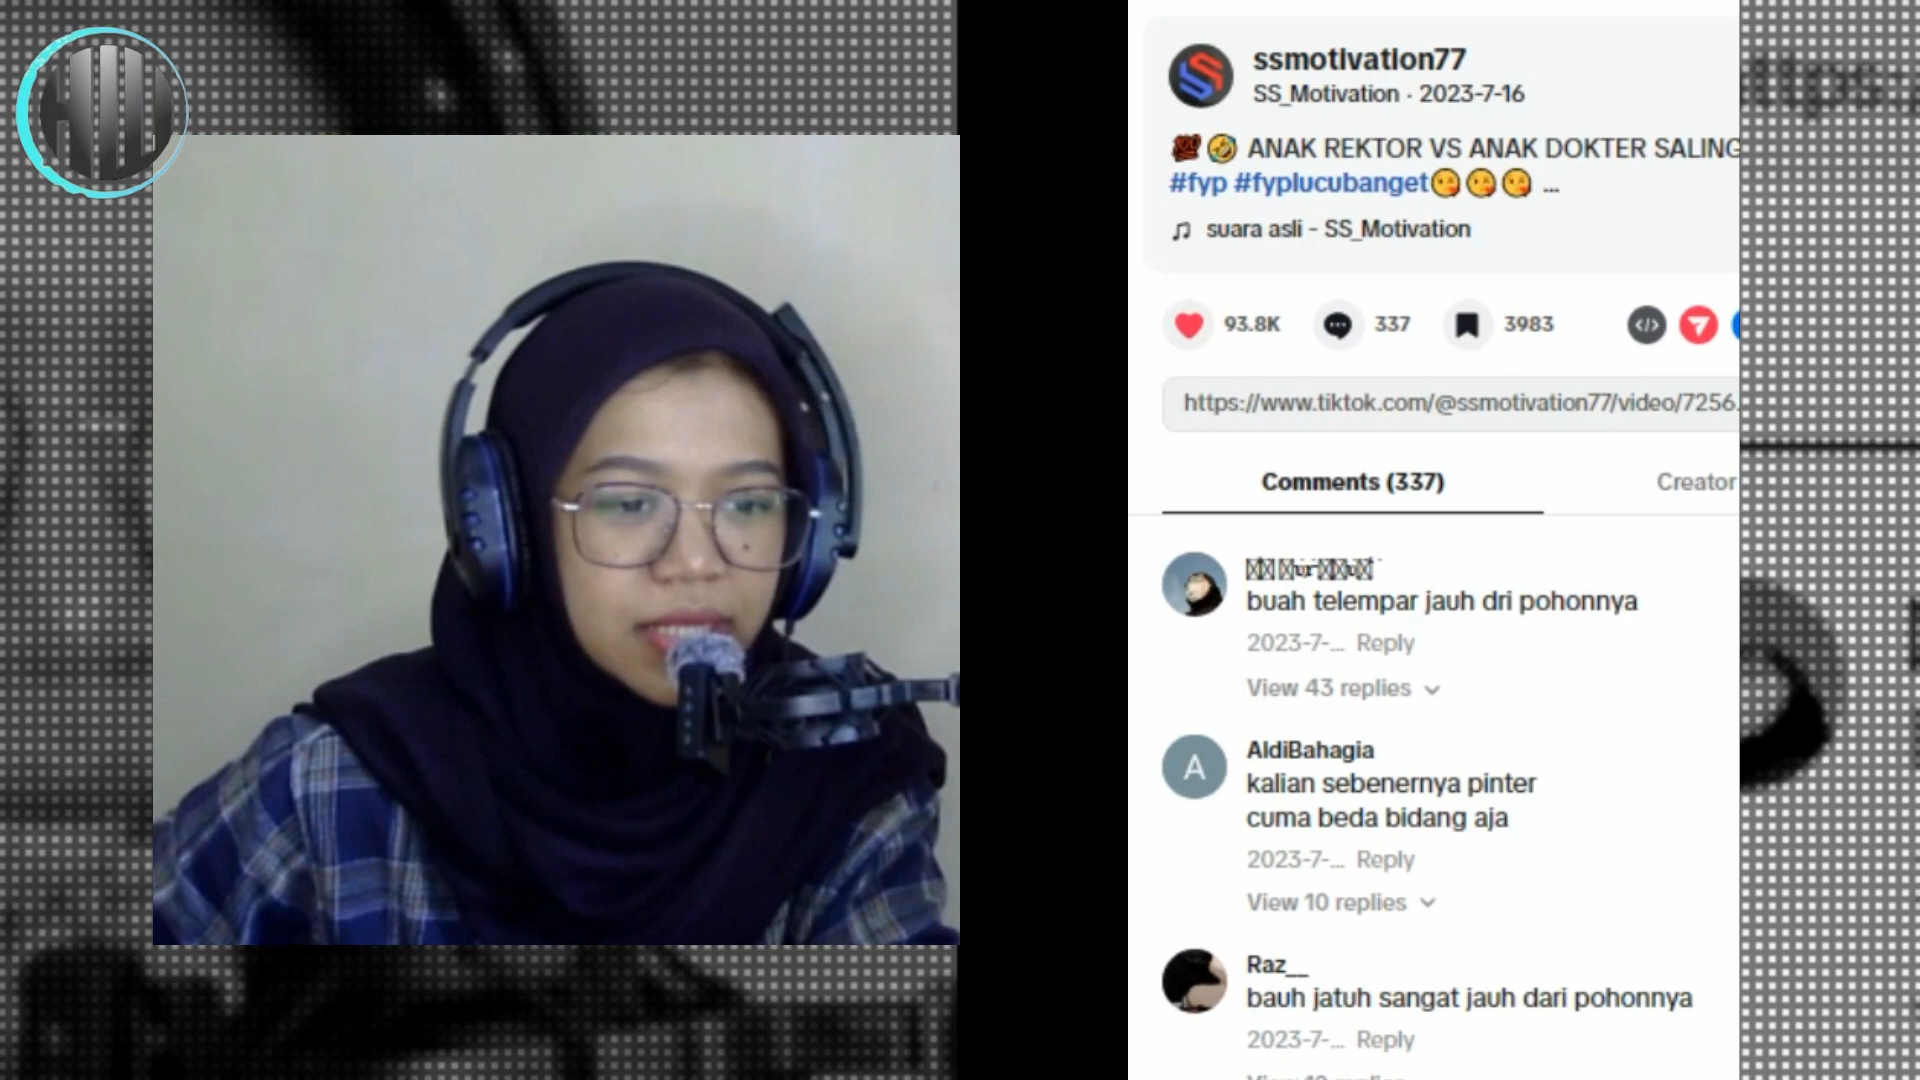 ssmotivation77
SS_Motivation · 2023-7-16
💯🤣 ANAK REKTOR VS ANAK DOKTER SALING
#fyp #fyplucubanget😘😘😘 ...
suara asli - SS_Motivation
93.8K 337 3983
https://www.tiktok.com/@ssmotivation77/video/7256.
Comments (337) Creator
buah telempar jauh dri pohonnya
2023-7-... Reply
View 43 replies
A
AldiBahagia
kalian sebenernya pinter
cuma beda bidang aja
2023-7-... Reply
View 10 replies
Raz__
bauh jatuh sangat jauh dari pohonnya
2023-7-... Reply